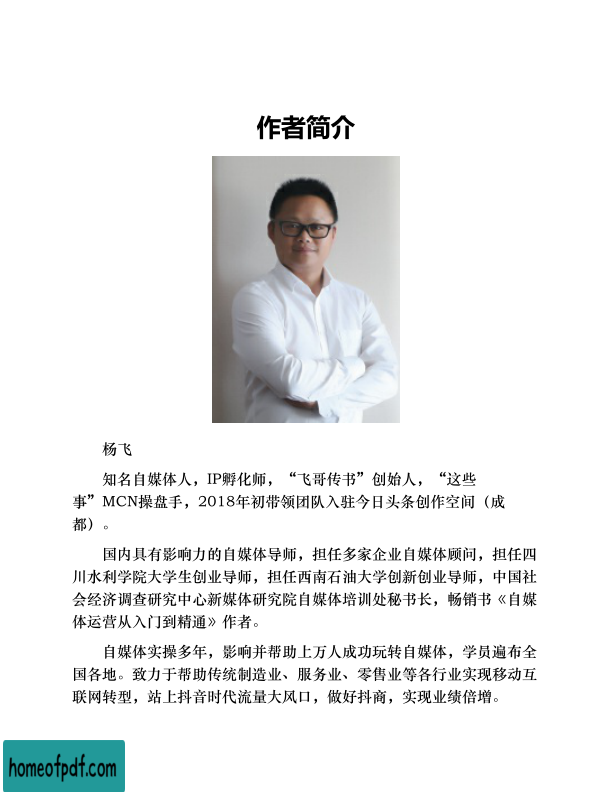 作者简介
杨飞
知名自媒体人，IP孵化师，“飞哥传书”创始人，“这些
事”MCN操盘手，2018年初带领团队入驻今日头条创作空间（成
都）。
国内具有影响力的自媒体导师，担任多家企业自媒体顾问，担任四
川水利学院大学生创业导师，担任西南石油大学创新创业导师，中国社
会经济调查研究中心新媒体研究院自媒体培训处秘书长，畅销书《自媒
体运营从入门到精通》作者。
自媒体实操多年，影响并帮助上万人成功玩转自媒体，学员遍布全
国各地。致力于帮助传统制造业、服务业、零售业等各行业实现移动互
联网转型，站上抖音时代流量大风口，做好抖商，实现业绩倍增。
homeofpdf.com